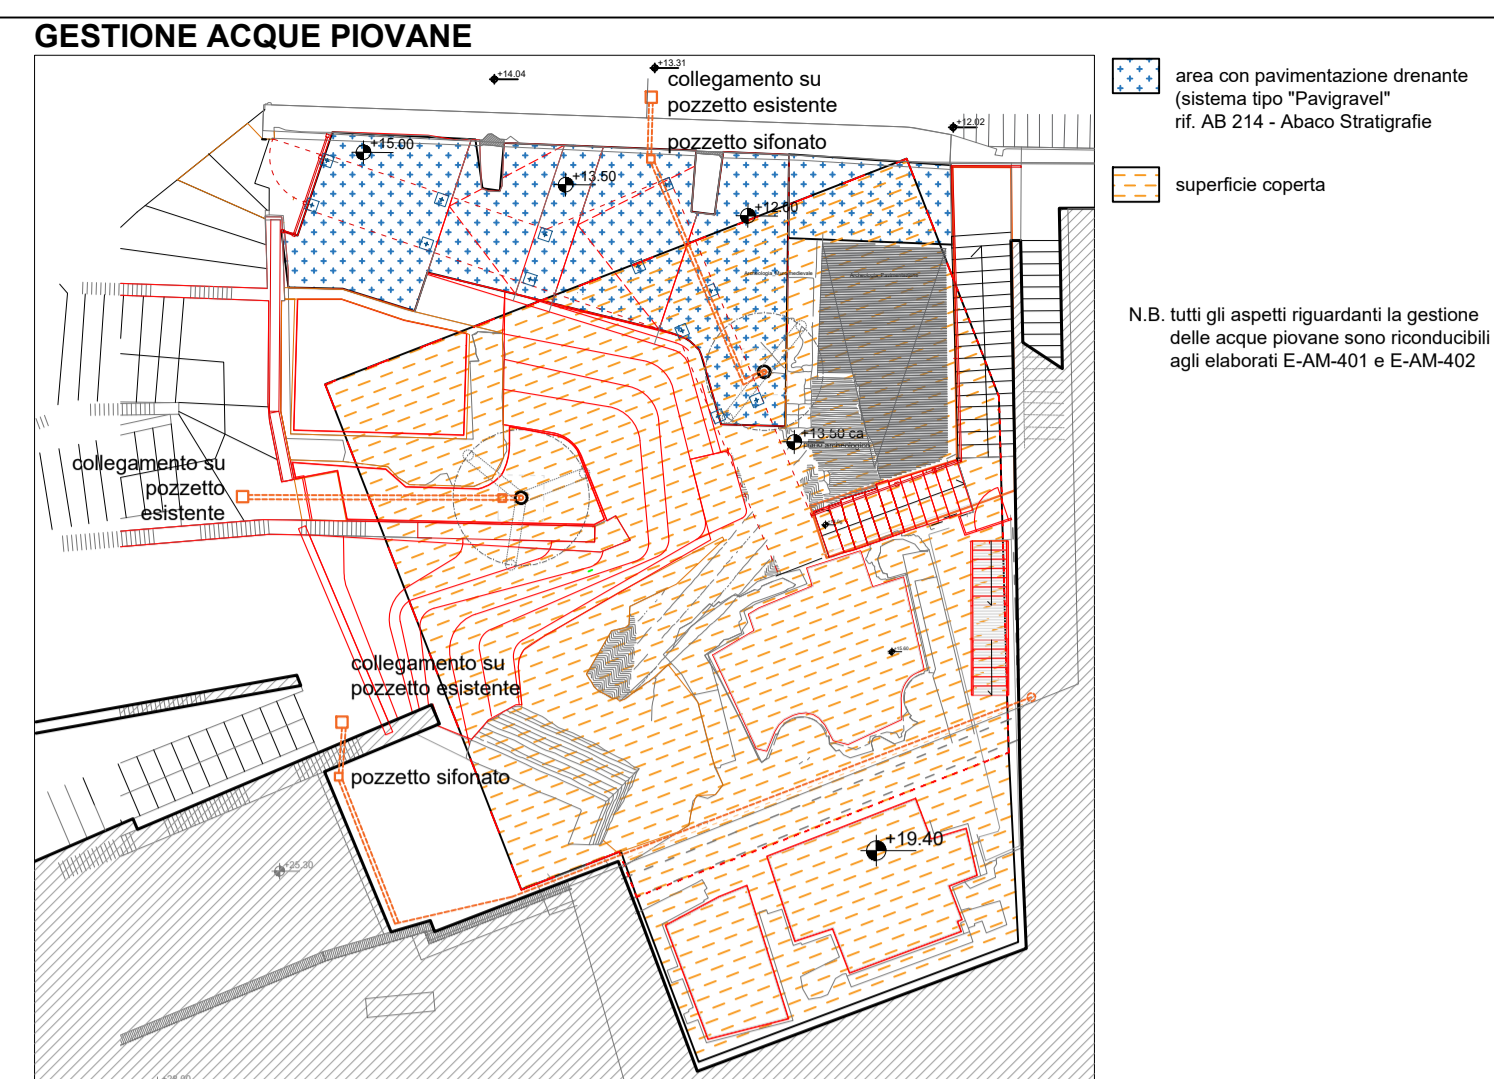 GESTIONE ACQUE PIOVANE
+14.04
+13.31
collegamento su
pozzetto esistente
pozzetto sifonato
+12.02
+15.00
+13.50
+12.60
+13.50 ca
collegamento su
pozzetto
esistente
collegamento su
pozzetto esistente
pozzetto sifonato
+25.30
+19.40
area con pavimentazione drenante
(sistema tipo "Pavigravel"
rif. AB 214 - Abaco Stratigrafie
superficie coperta
N.B. tutti gli aspetti riguardanti la gestione
delle acque piovane sono riconducibili
agli elaborati E-AM-401 e E-AM-402